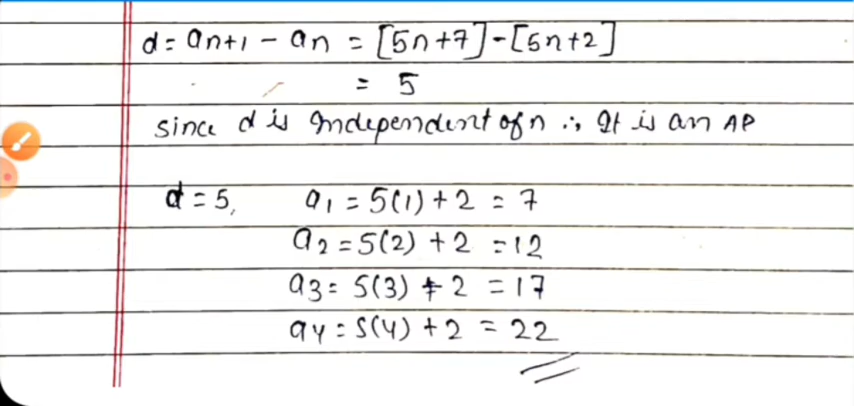 d = an+1 - an = [5n+7] - [5n+2]
= 5
since d is Independent of n ∴ It is an AP
d = 5, a1 = 5(1) + 2 = 7
a2 = 5(2) + 2 = 12
a3 = 5(3) + 2 = 17
a4 = 5(4) + 2 = 22